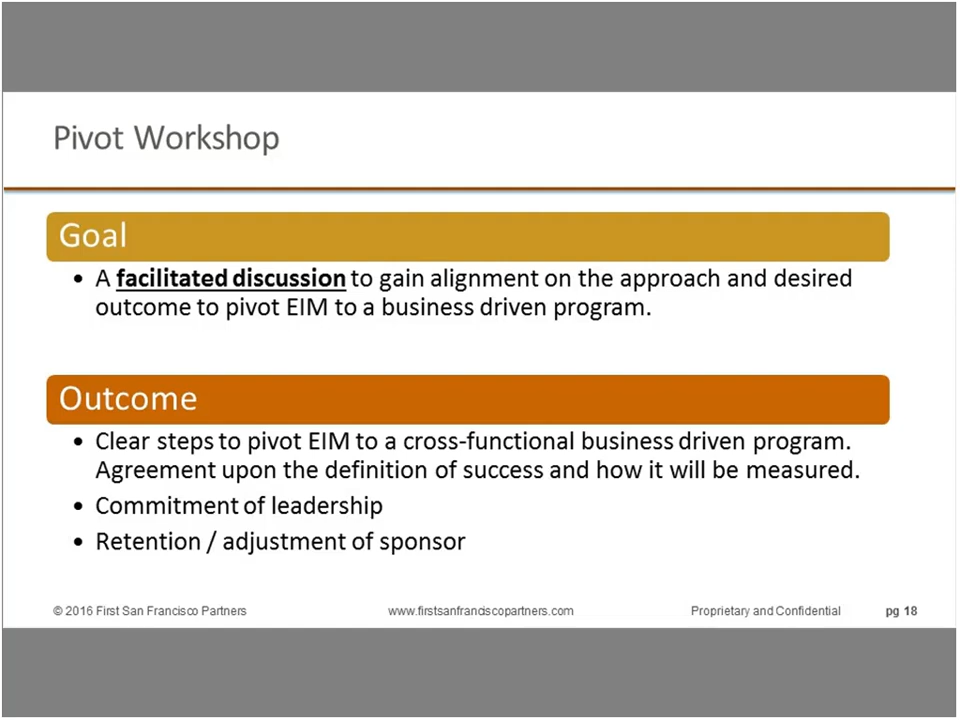 Pivot Workshop
Goal
• A facilitated discussion to gain alignment on the approach and desired
outcome to pivot EIM to a business driven program.
Outcome
• Clear steps to pivot EIM to a cross-functional business driven program.
Agreement upon the definition of success and how it will be measured.
• Commitment of leadership
• Retention / adjustment of sponsor
© 2016 First San Francisco Partners www.firstsanfranciscopartners.com Proprietary and Confidential pg 18